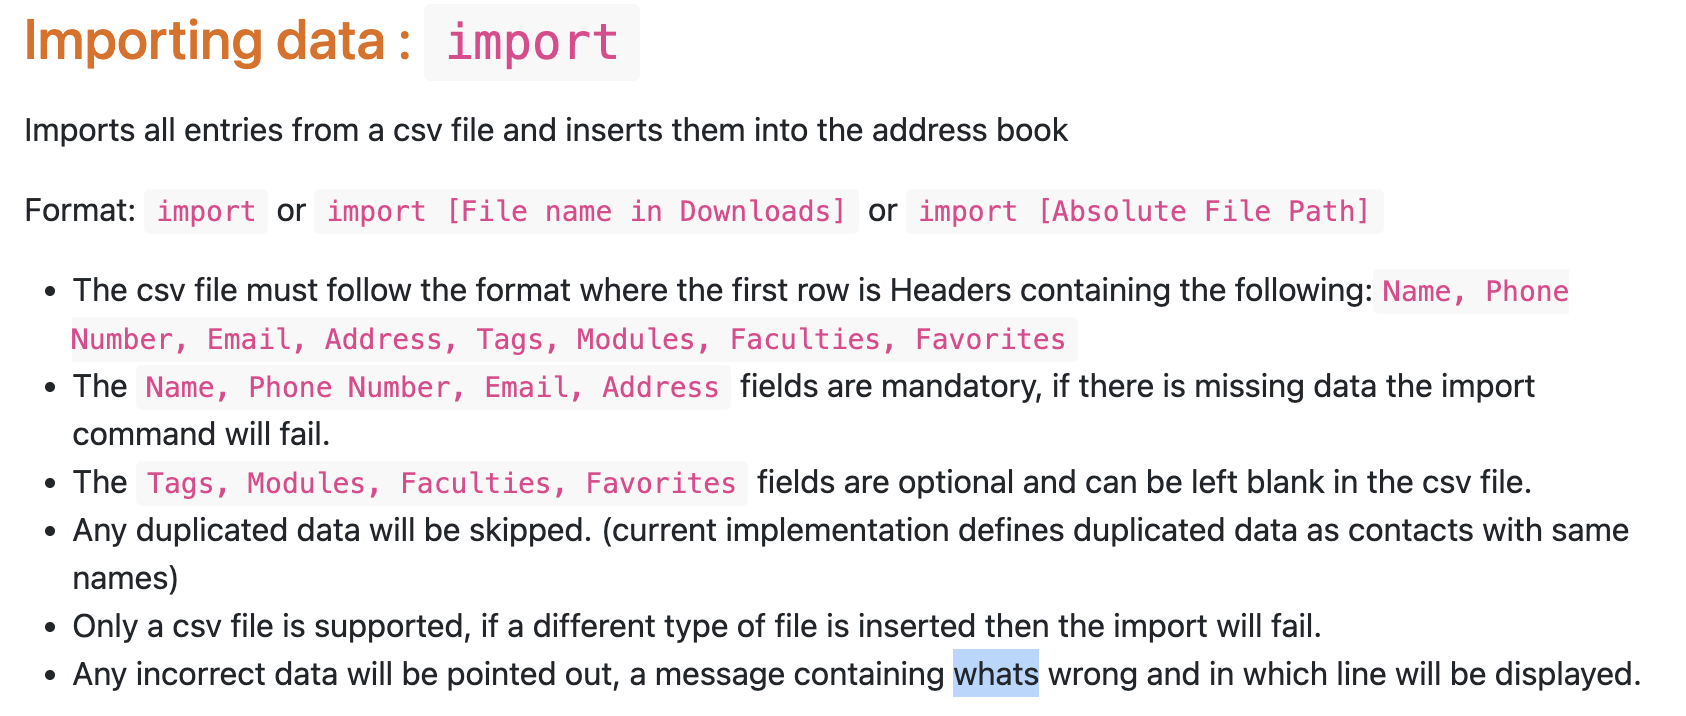 Importing data : import
Imports all entries from a csv file and inserts them into the address book
Format: import or import [File name in Downloads] or import [Absolute File Path]
• The csv file must follow the format where the first row is Headers containing the following: Name, Phone
Number, Email, Address, Tags, Modules, Faculties, Favorites
• The Name, Phone Number, Email, Address fields are mandatory, if there is missing data the import
command will fail.
• The Tags, Modules, Faculties, Favorites fields are optional and can be left blank in the csv file.
• Any duplicated data will be skipped. (current implementation defines duplicated data as contacts with same
names)
• Only a csv file is supported, if a different type of file is inserted then the import will fail.
• Any incorrect data will be pointed out, a message containing whats wrong and in which line will be displayed.